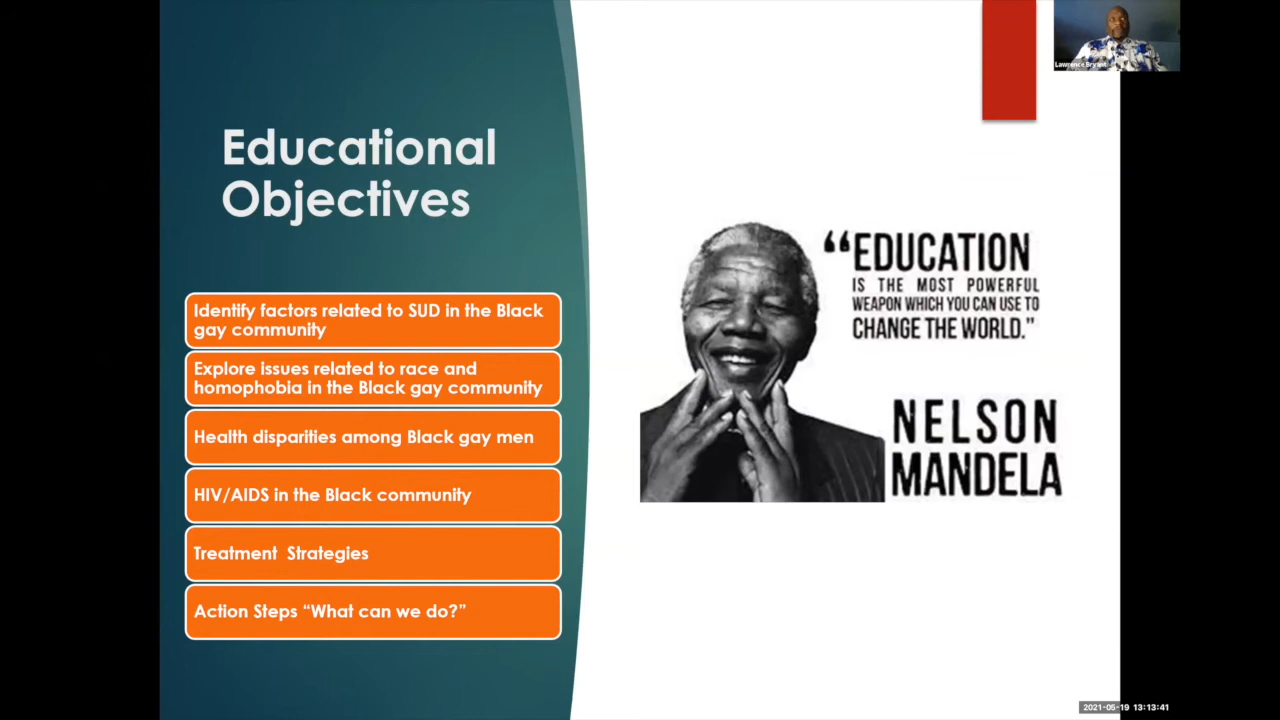 Educational
Objectives
Identify factors related to SUD in the Black
gay community
Explore issues related to race and
homophobia in the Black gay community
Health disparities among Black gay men
HIV/AIDS in the Black community
Treatment  Strategies
Action Steps “What can we do?”
“EDUCATION
IS THE MOST POWERFUL
WEAPON WHICH YOU CAN USE TO
CHANGE THE WORLD.”
NELSON
MANDELA
Lawrence Bryant
2021-05-19 13:13:41